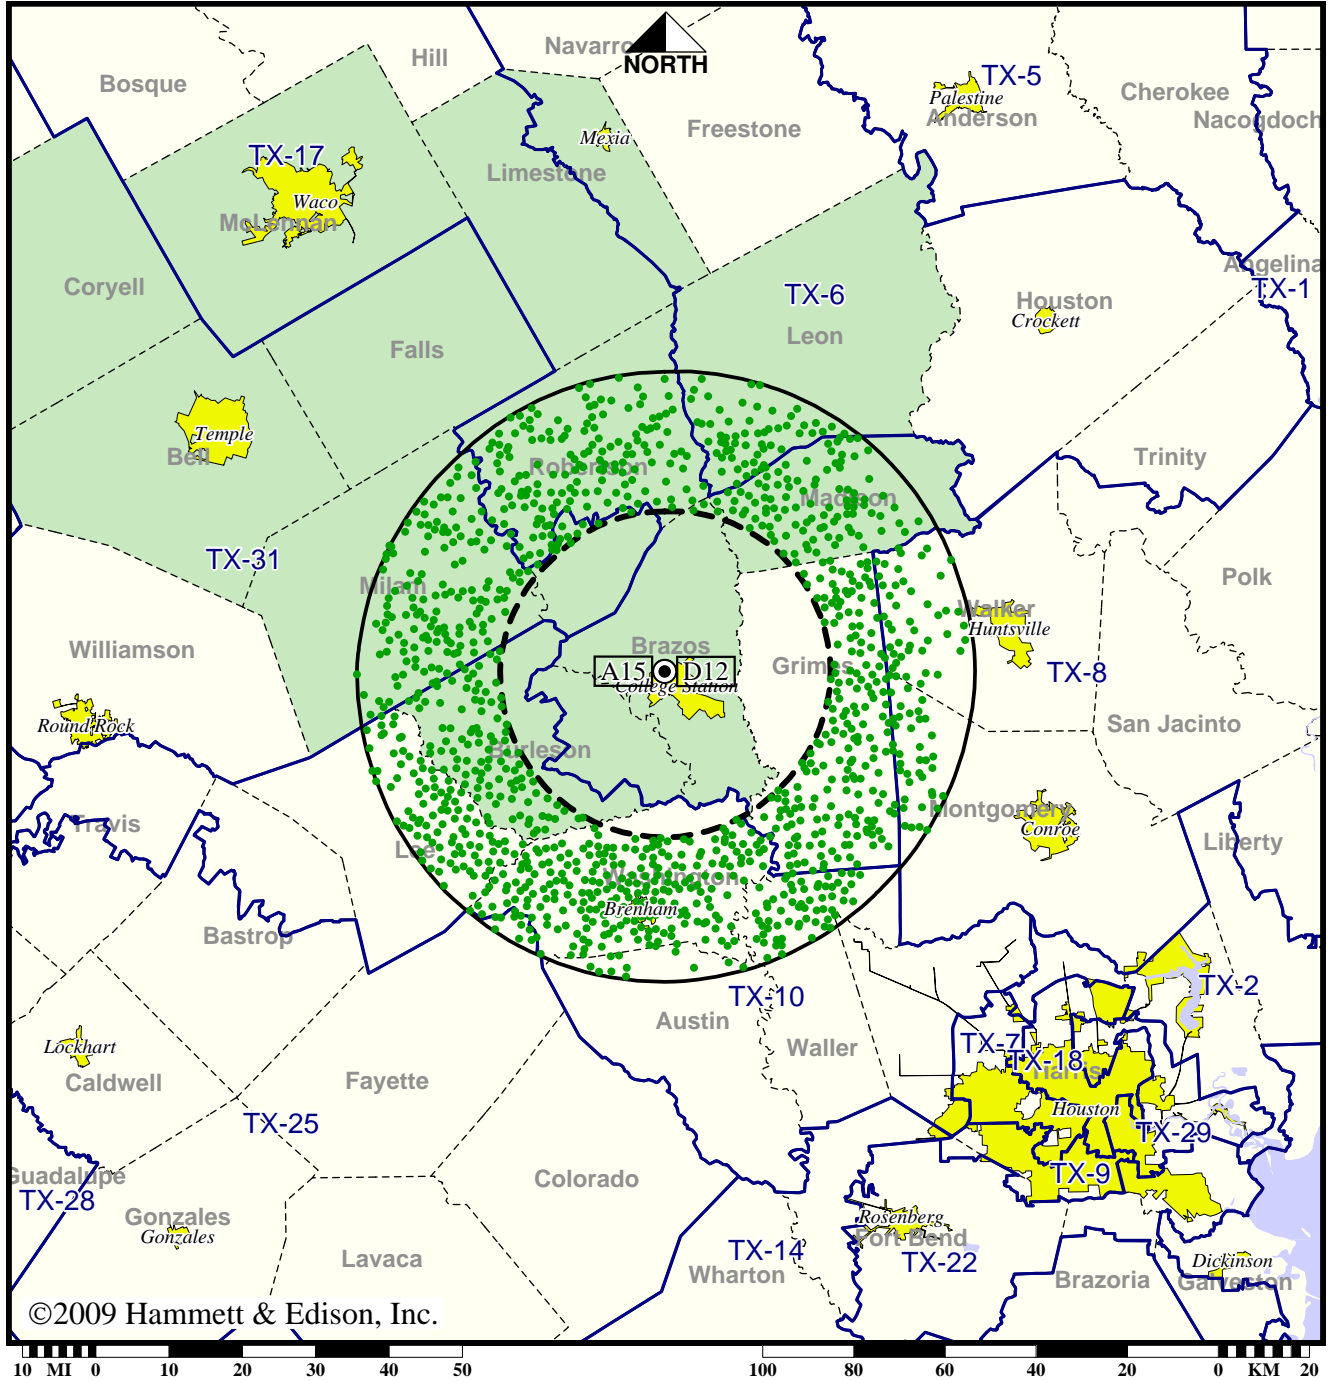 Navarro
Hill
NORTH
Bosque
TX-5
Palestine
Anderson
Cherokee
Nacogdoch
Freestone
Mexia
TX-17
Limestone
Waco
McLennan
Angelina
TX-1
Coryell
TX-6
Houston
Crockett
Leon
Falls
Temple
Bell
Trinity
Robertson
Madison
TX-31
Milam
Polk
Walker
Huntsville
Williamson
Brazos
Grimes
TX-8
A15 D12
College Station
Round Rock
San Jacinto
Burleson
Montgomery
Conroe
Travis
Liberty
Lee
Washington
Brenham
Bastrop
TX-2
TX-10
Austin
Lockhart
Caldwell
Fayette
Waller
TX-7
TX-18
Harris
Houston
TX-25
TX-29
Guadalupe
TX-28
Colorado
TX-9
Gonzales
Gonzales
Rosenberg
Fort Bend
TX-14
TX-22
Lavaca
Wharton
Dickinson
Brazoria
Galveston
©2009 Hammett & Edison, Inc.
10 MI 0 10 20 30 40 50
100 80 60 40 20 0 KM 20